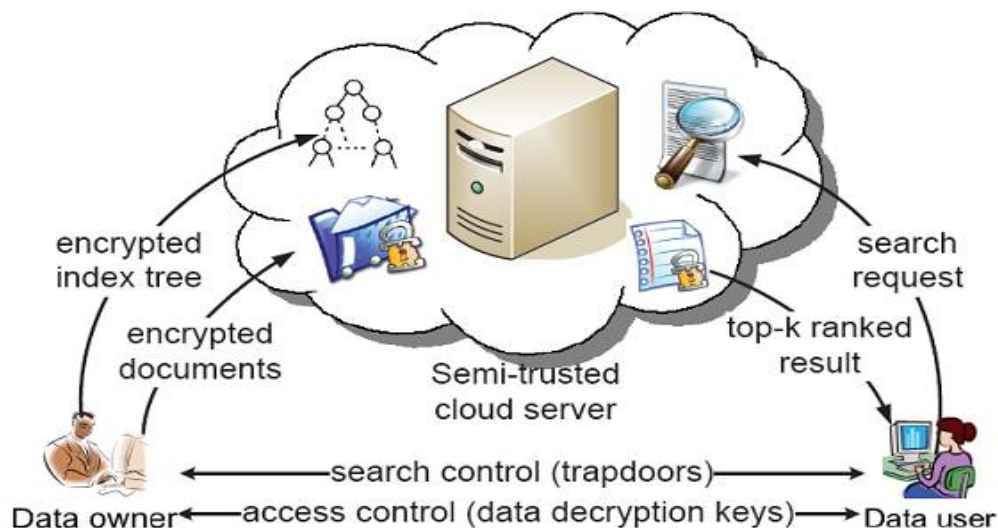 encrypted
index tree
encrypted
documents
search
request
top-k ranked
result
Semi-trusted
cloud server
search control (trapdoors)
access control (data decryption keys)
Data owner
Data user